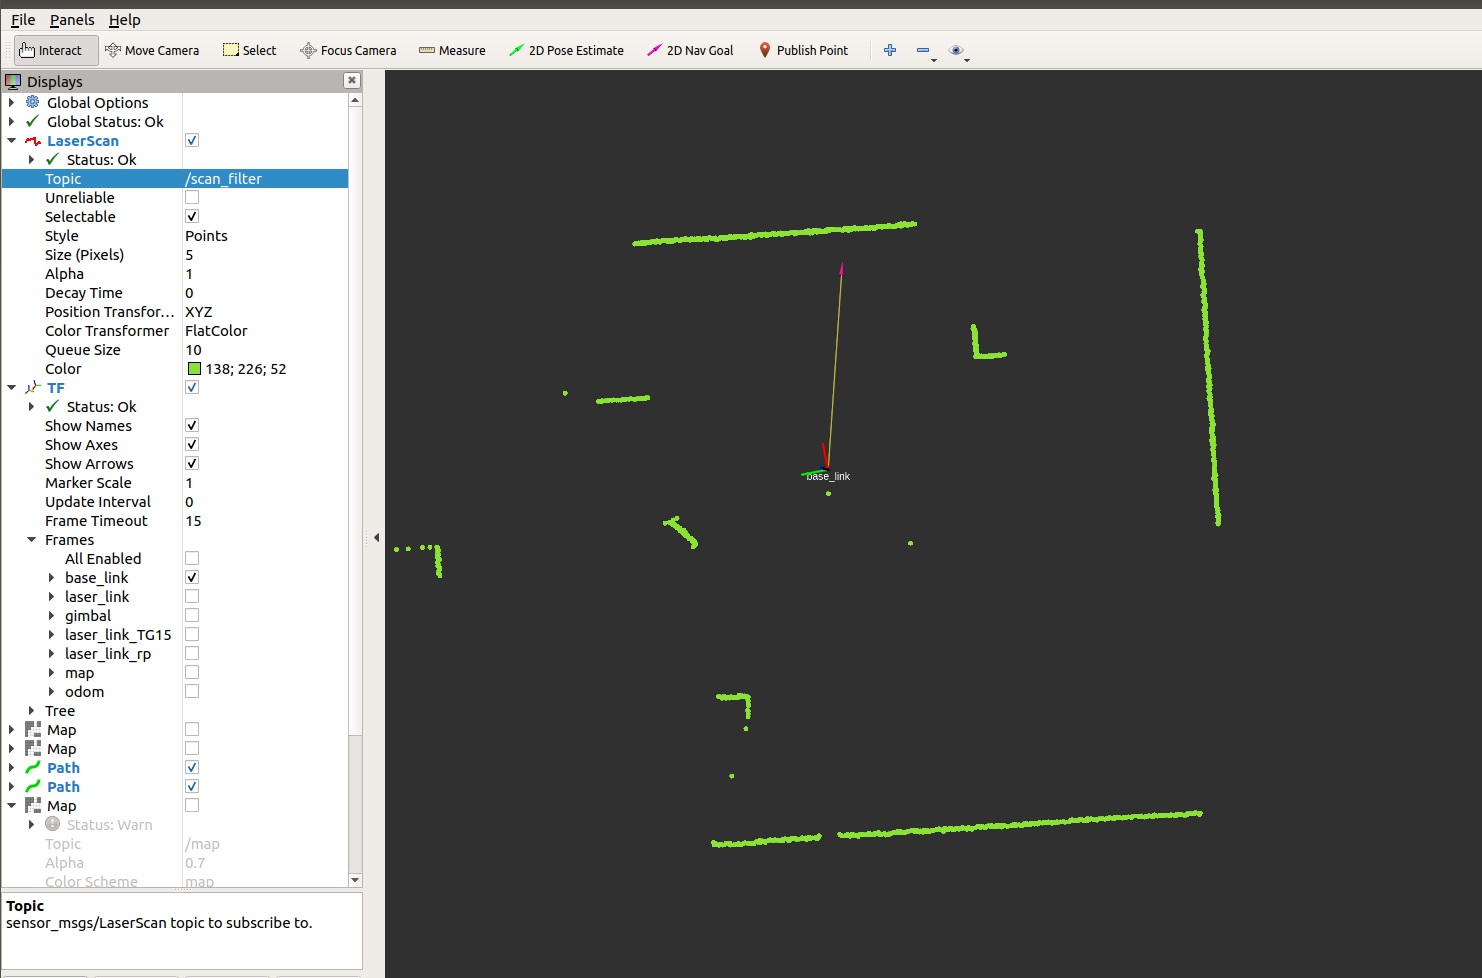 File Panels Help
Interact Move Camera Select Focus Camera Measure 2D Pose Estimate 2D Nav Goal Publish Point
Displays
Global Options
Global Status: Ok
LaserScan
Status: Ok
Topic /scan_filter
Unreliable
Selectable
Style Points
Size (Pixels) 5
Alpha 1
Decay Time 0
Position Transfor... XYZ
Color Transformer FlatColor
Queue Size 10
Color 138; 226; 52
TF
Status: Ok
Show Names
Show Axes
Show Arrows
Marker Scale 1
Update Interval 0
Frame Timeout 15
Frames
All Enabled
base_link
laser_link
gimbal
laser_link_TG15
laser_link_rp
map
odom
Tree
Map
Map
Path
Path
Map
Status: Warn
Topic /map
Alpha 0.7
Color Scheme map
Topic
sensor_msgs/LaserScan topic to subscribe to.
base_link